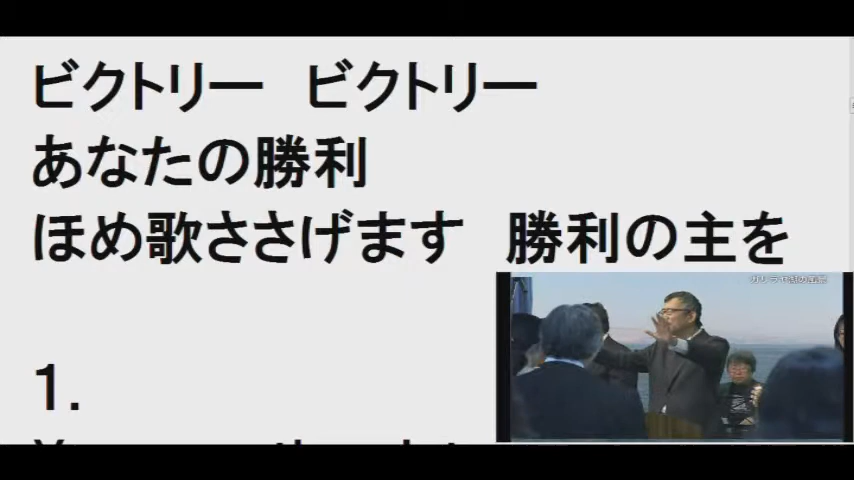 ビクトリー　ビクトリー
あなたの勝利
ほめ歌ささげます　勝利の主を
1.